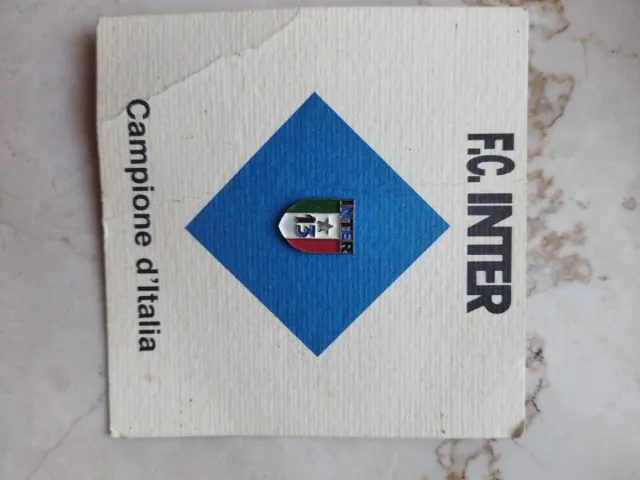 F.C. INTER
INTER
13
Campione d'Italia